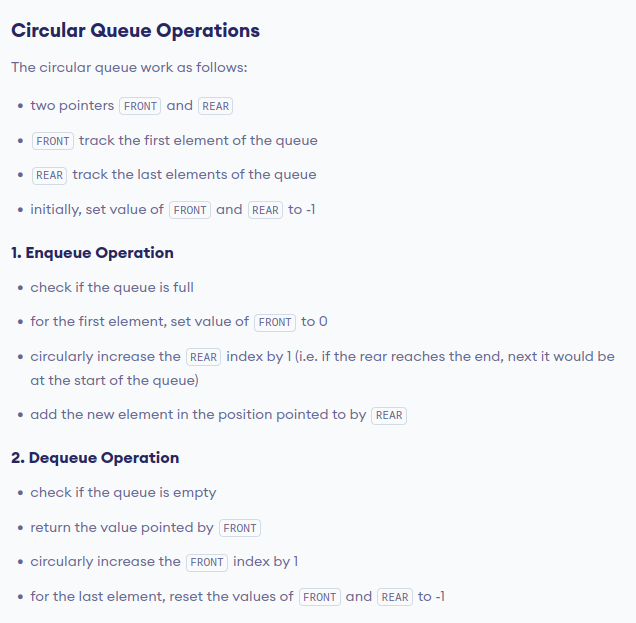 Circular Queue Operations
The circular queue work as follows:
• two pointers FRONT and REAR
• FRONT track the first element of the queue
• REAR track the last elements of the queue
• initially, set value of FRONT and REAR to -1
1. Enqueue Operation
• check if the queue is full
• for the first element, set value of FRONT to 0
• circularly increase the REAR index by 1 (i.e. if the rear reaches the end, next it would be
at the start of the queue)
• add the new element in the position pointed to by REAR
2. Dequeue Operation
• check if the queue is empty
• return the value pointed by FRONT
• circularly increase the FRONT index by 1
• for the last element, reset the values of FRONT and REAR to -1